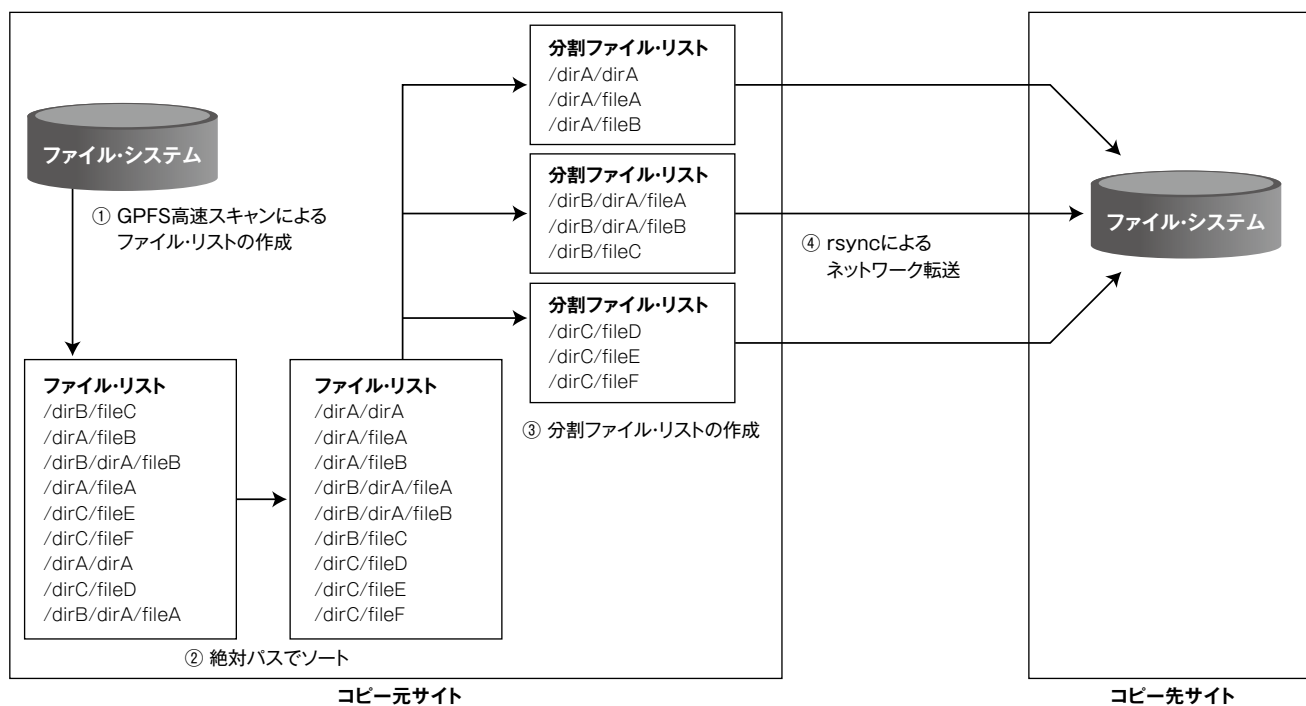 ファイル・システム
① GPFS高速スキャンによる
ファイル・リストの作成
ファイル・リスト
/dirB/fileC
/dirA/fileB
/dirB/dirA/fileB
/dirA/fileA
/dirC/fileE
/dirC/fileF
/dirA/dirA
/dirC/fileD
/dirB/dirA/fileA
② 絶対パスでソート
ファイル・リスト
/dirA/dirA
/dirA/fileA
/dirA/fileB
/dirB/dirA/fileA
/dirB/dirA/fileB
/dirB/fileC
/dirC/fileD
/dirC/fileE
/dirC/fileF
分割ファイル・リスト
/dirA/dirA
/dirA/fileA
/dirA/fileB
分割ファイル・リスト
/dirB/dirA/fileA
/dirB/dirA/fileB
/dirB/fileC
分割ファイル・リスト
/dirC/fileD
/dirC/fileE
/dirC/fileF
③ 分割ファイル・リストの作成
④ rsyncによる
ネットワーク転送
ファイル・システム
コピー元サイト
コピー先サイト